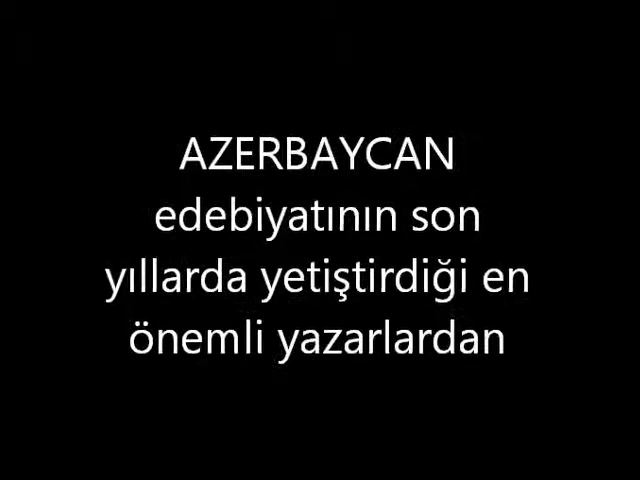 AZERBAYCAN
edebiyatının son
yıllarda yetiştirdiği en
önemli yazarlardan